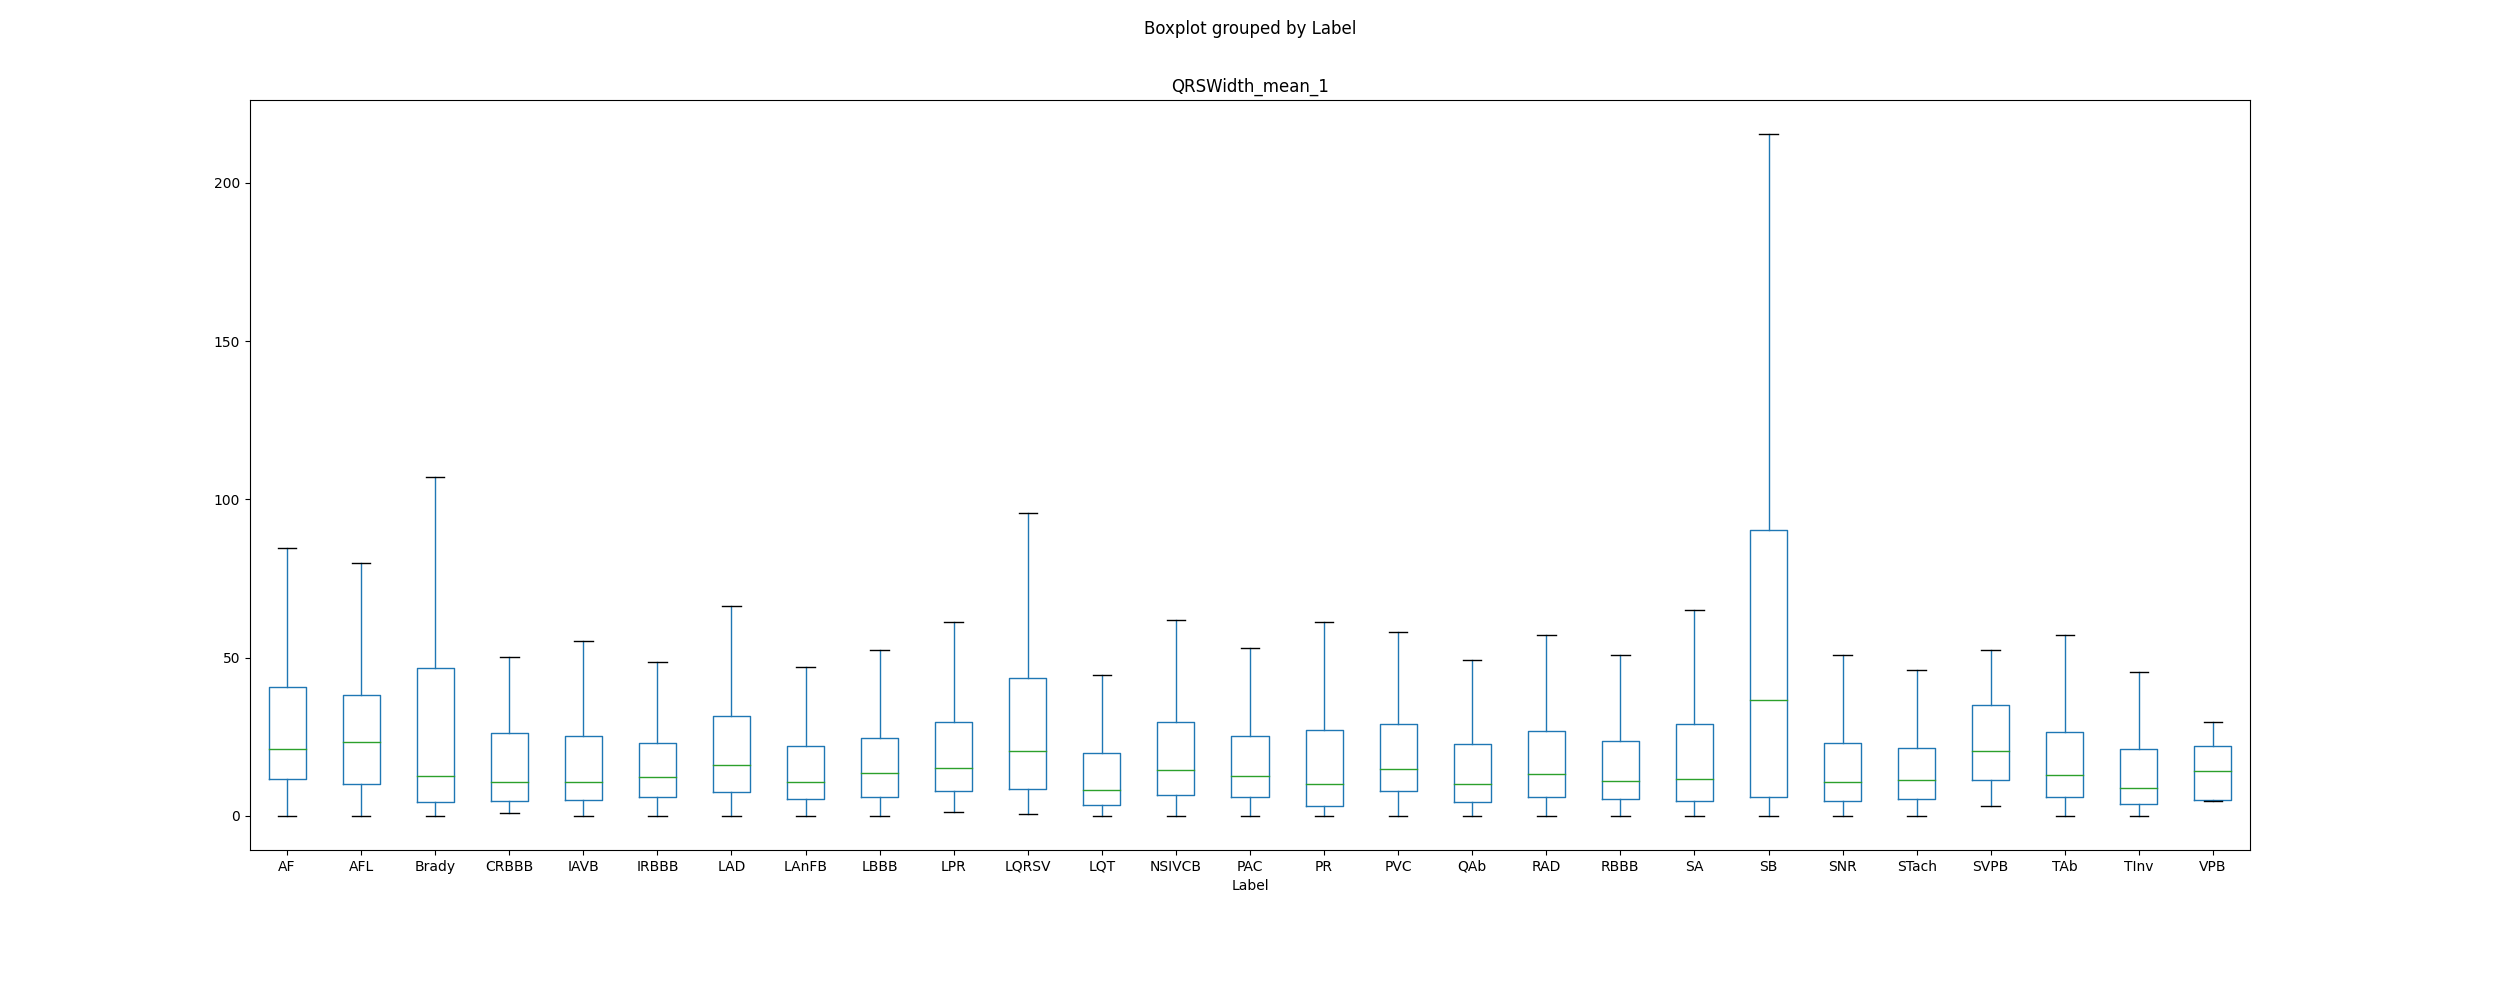 Boxplot grouped by Label
QRSWidth_mean_1
200
150
100
50
0
AF AFL Brady CRBBB IAVB IRBBB LAD LAnFB LBBB LPR LQRSV LQT NSIVCB PAC PR PVC QAb RAD RBBB SA SB SNR STach SVPB TAb TInv VPB
Label